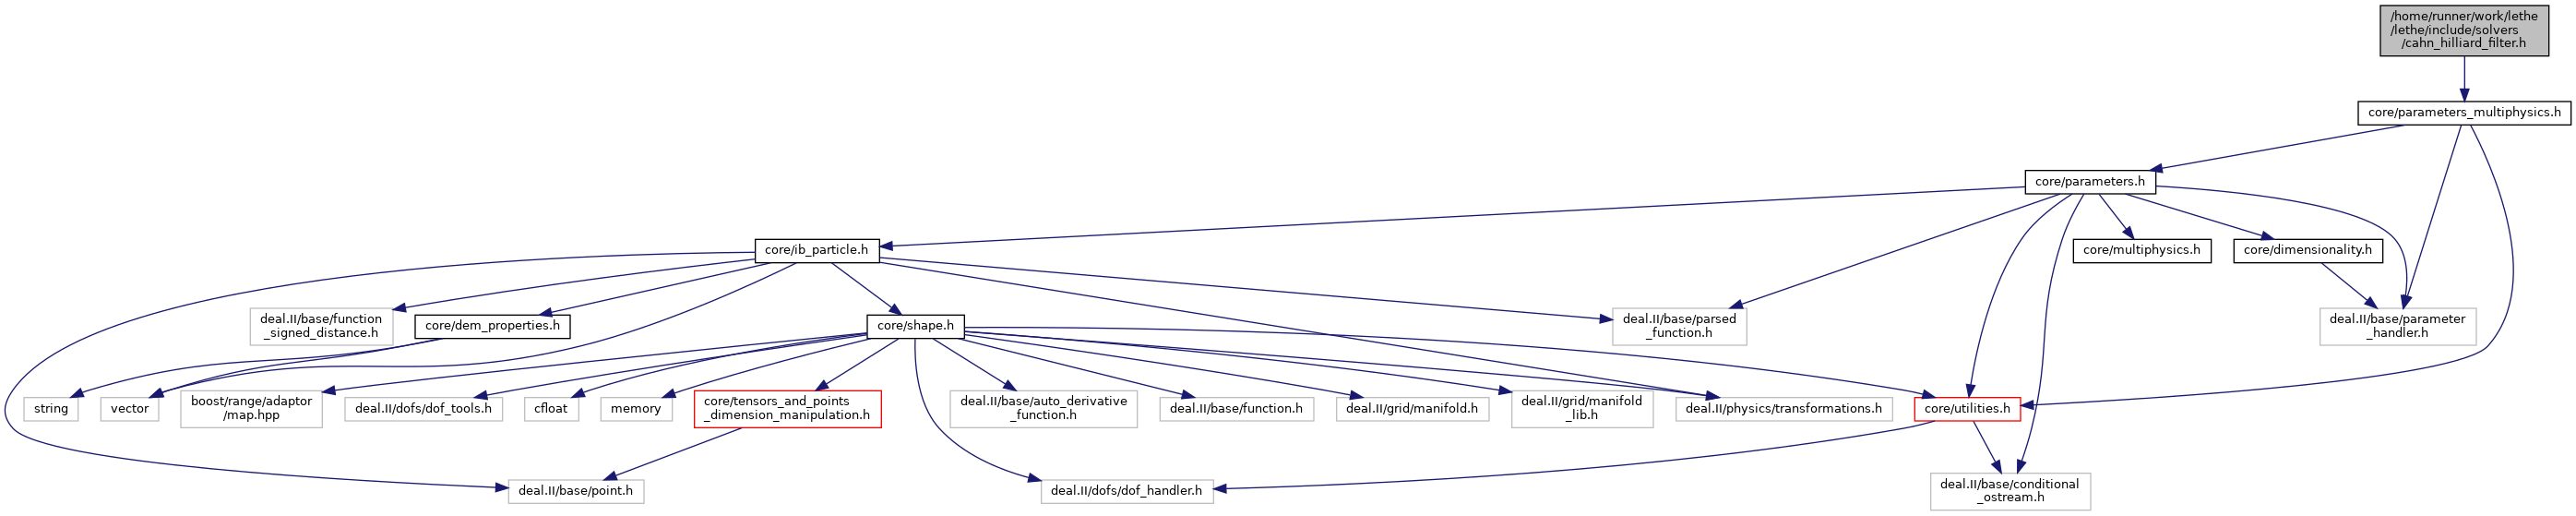 /home/runner/work/lethe
/lethe/include/solvers
/cahn_hilliard_filter.h
core/parameters_multiphysics.h
core/parameters.h
core/ib_particle.h
core/multiphysics.h
core/dimensionality.h
deal.II/base/function
_signed_distance.h
core/dem_properties.h
core/shape.h
deal.II/base/parsed
_function.h
deal.II/base/parameter
_handler.h
string
vector
boost/range/adaptor
/map.hpp
deal.II/dofs/dof_tools.h
cfloat
memory
core/tensors_and_points
_dimension_manipulation.h
deal.II/base/auto_derivative
_function.h
deal.II/base/function.h
deal.II/grid/manifold.h
deal.II/grid/manifold
_lib.h
deal.II/physics/transformations.h
core/utilities.h
deal.II/base/point.h
deal.II/dofs/dof_handler.h
deal.II/base/conditional
_ostream.h